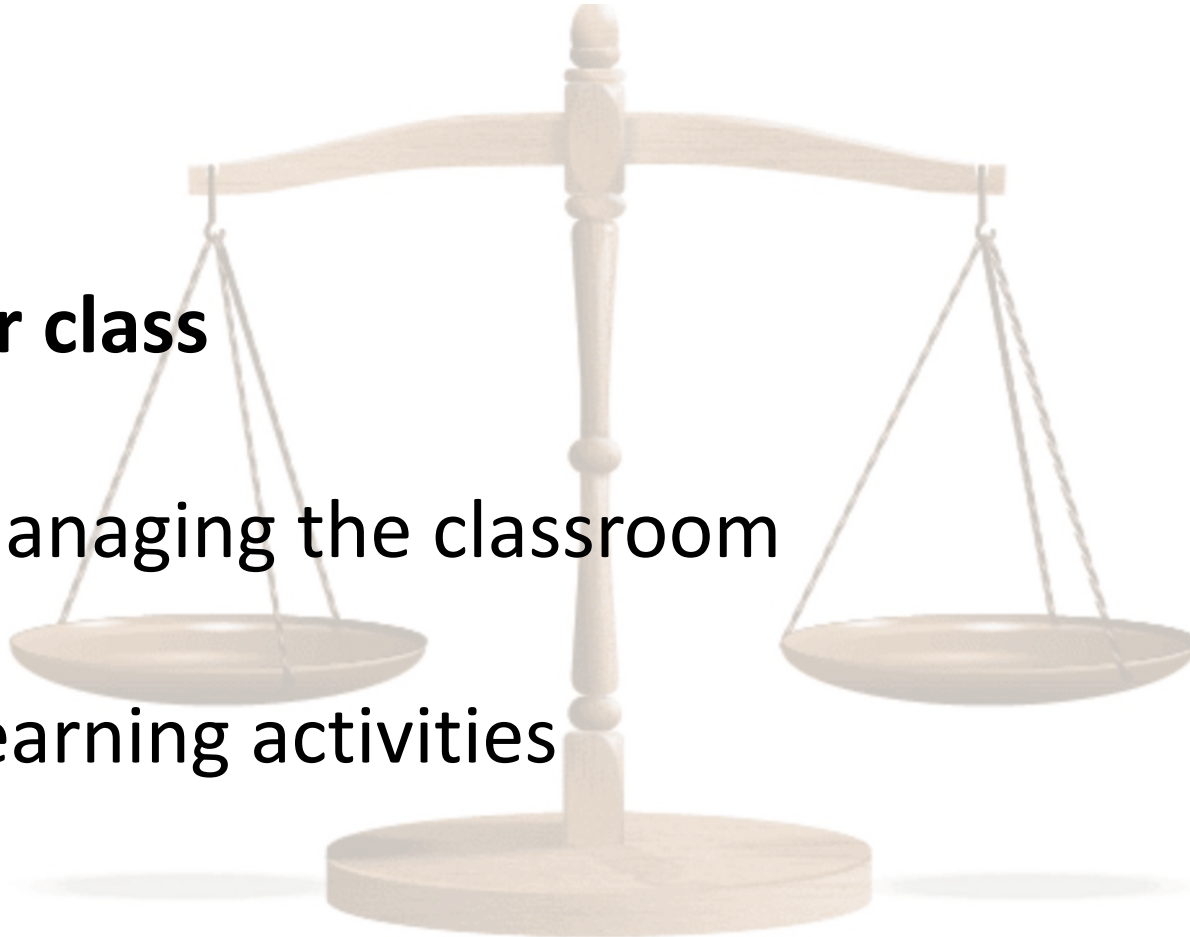 r class
anaging the classroom
earning activities